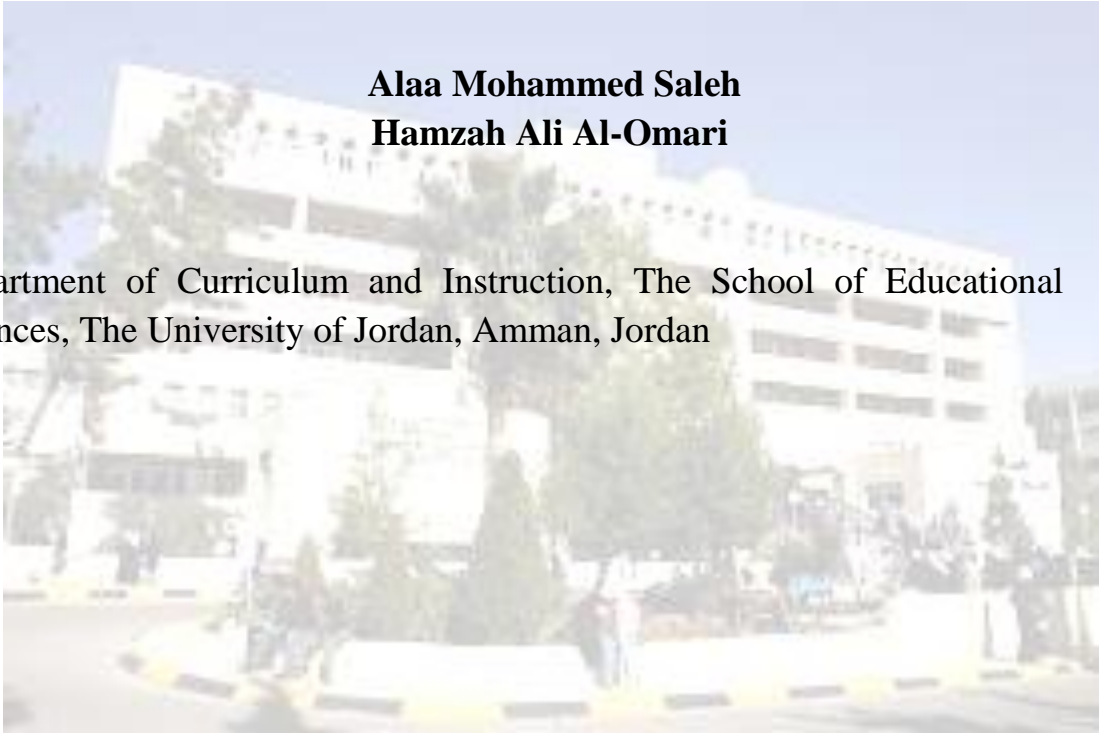 Alaa Mohammed Saleh
Hamzah Ali Al-Omari
artment of Curriculum and Instruction, The School of Educational
nces, The University of Jordan, Amman, Jordan